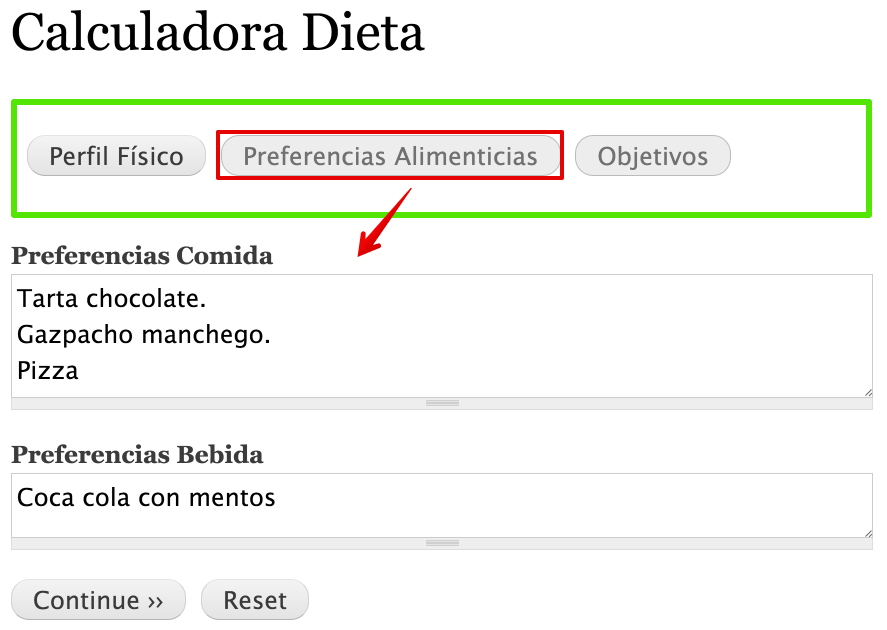 Calculadora Dieta
Perfil Físico Preferencias Alimenticias Objetivos
Preferencias Comida
Tarta chocolate.
Gazpacho manchego.
Pizza
Preferencias Bebida
Coca cola con mentos
Continue ›› Reset